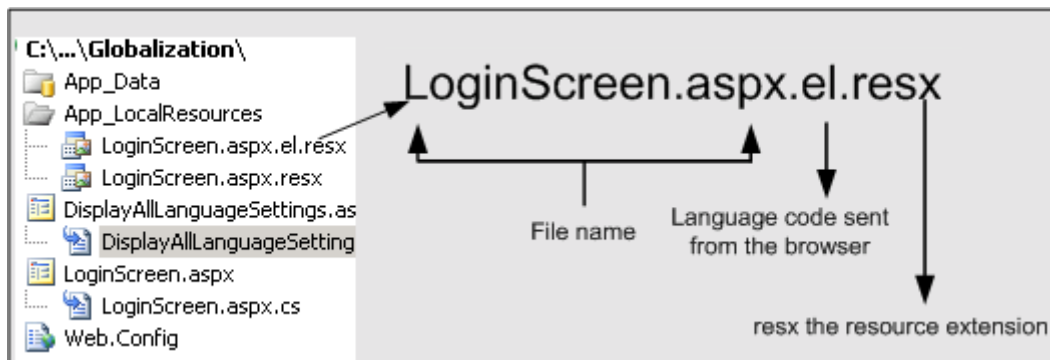 C:\...\Globalization\
App_Data
App_LocalResources
LoginScreen.aspx.el.resx
LoginScreen.aspx.resx
DisplayAllLanguageSettings.as
DisplayAllLanguageSetting
LoginScreen.aspx
LoginScreen.aspx.cs
Web.Config
LoginScreen.aspx.el.resx
File name
Language code sent
from the browser
resx the resource extension